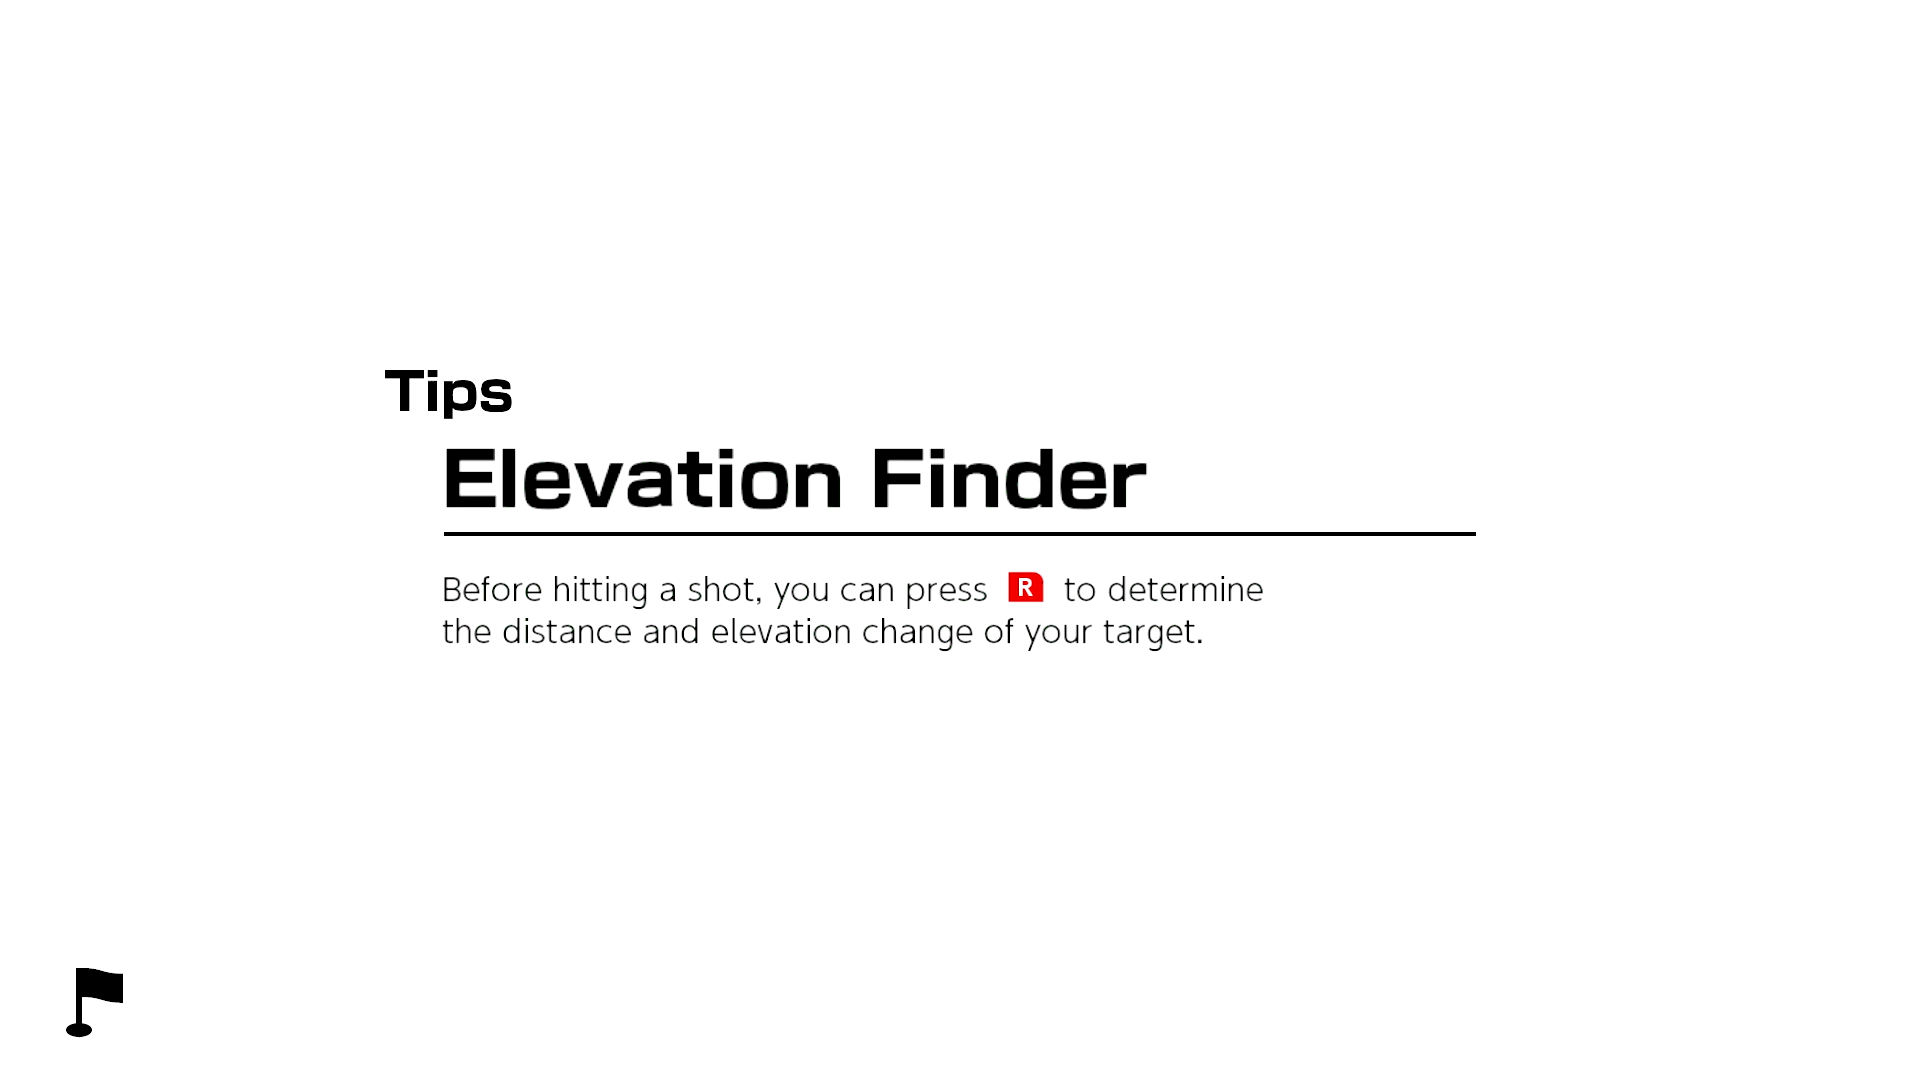 Tips
Elevation Finder
Before hitting a shot, you can press R to determine
the distance and elevation change of your target.